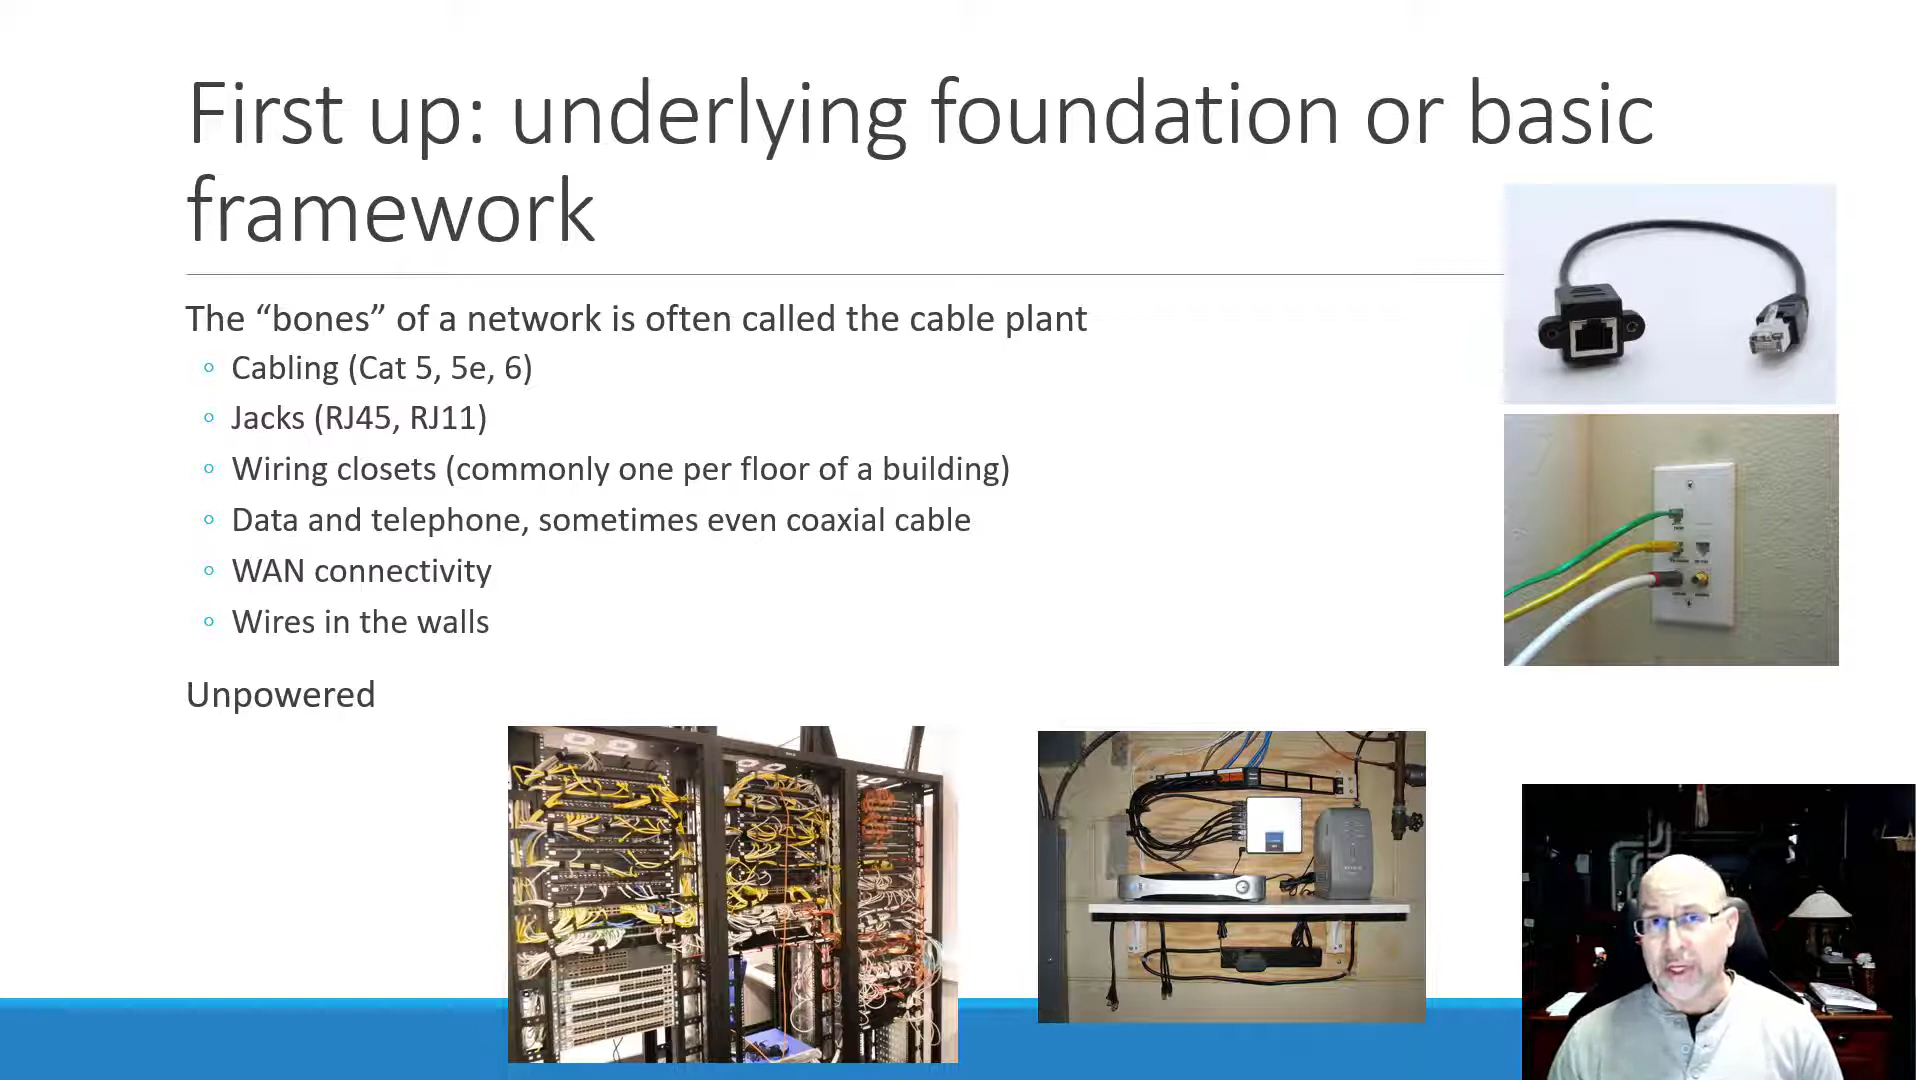 First up: underlying foundation or basic
framework
The “bones” of a network is often called the cable plant
◦ Cabling (Cat 5, 5e, 6)
◦ Jacks (RJ45, RJ11)
◦ Wiring closets (commonly one per floor of a building)
◦ Data and telephone, sometimes even coaxial cable
◦ WAN connectivity
◦ Wires in the walls
Unpowered